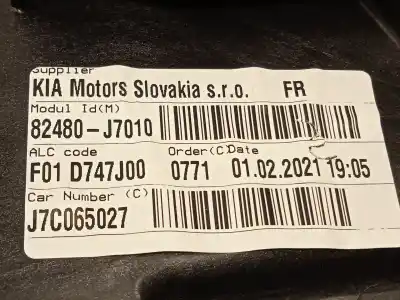 Supplier
KIA Motors Slovakia s.r.o. FR
Modul Id(M)
82480-J7010
ALC code Order(C) Date
F01 D747J00 0771 01.02.2021 19:05
Car Number (C)
J7C065027